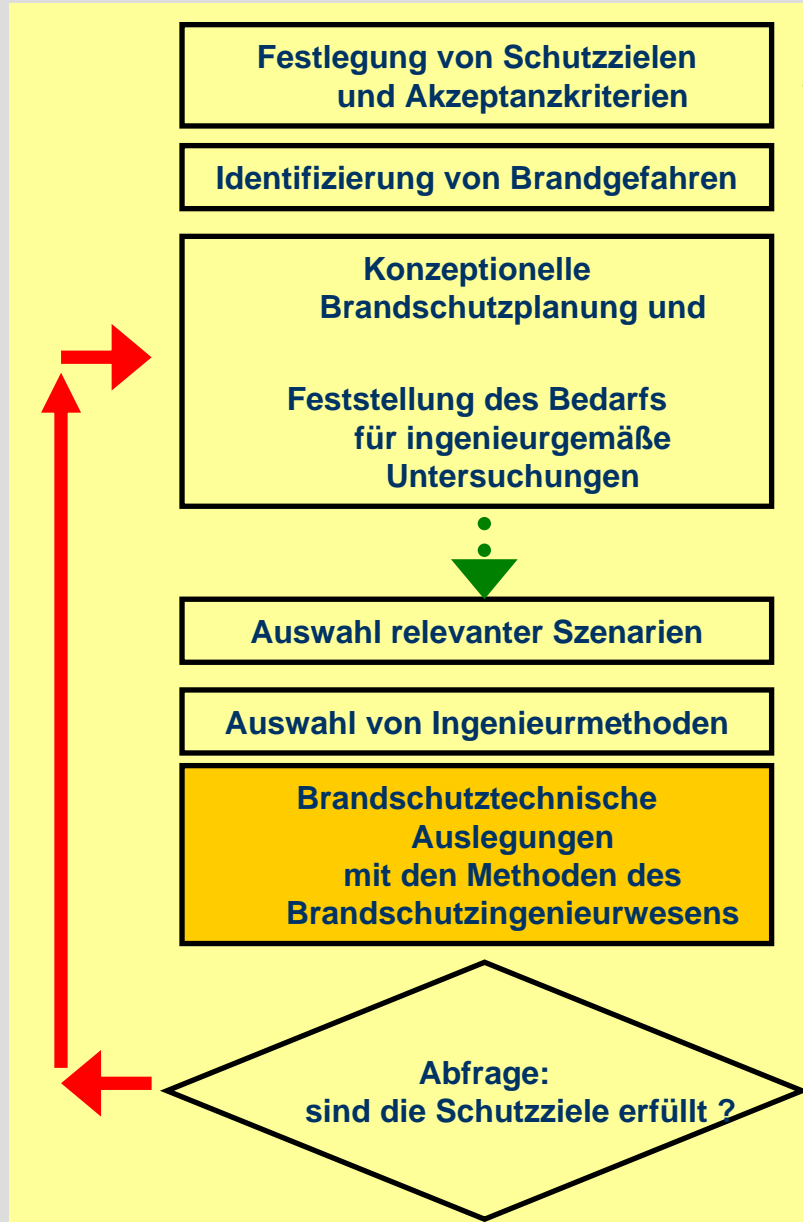 Festlegung von Schutzzielen
und Akzeptanzkriterien
Identifizierung von Brandgefahren
Konzeptionelle
Brandschutzplanung und
Feststellung des Bedarfs
für ingenieurgemäße
Untersuchungen
Auswahl relevanter Szenarien
Auswahl von Ingenieurmethoden
Brandschutztechnische
Auslegungen
mit den Methoden des
Brandschutzingenieurwesens
Abfrage:
sind die Schutzziele erfüllt ?